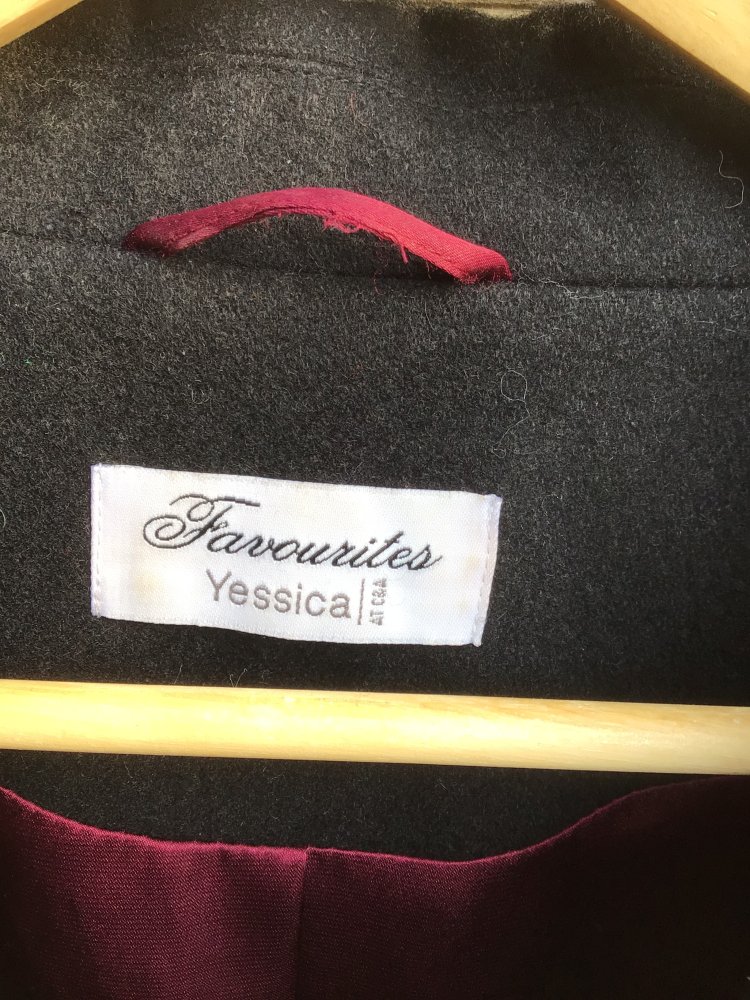 Favourites
Yessica
AT C&A